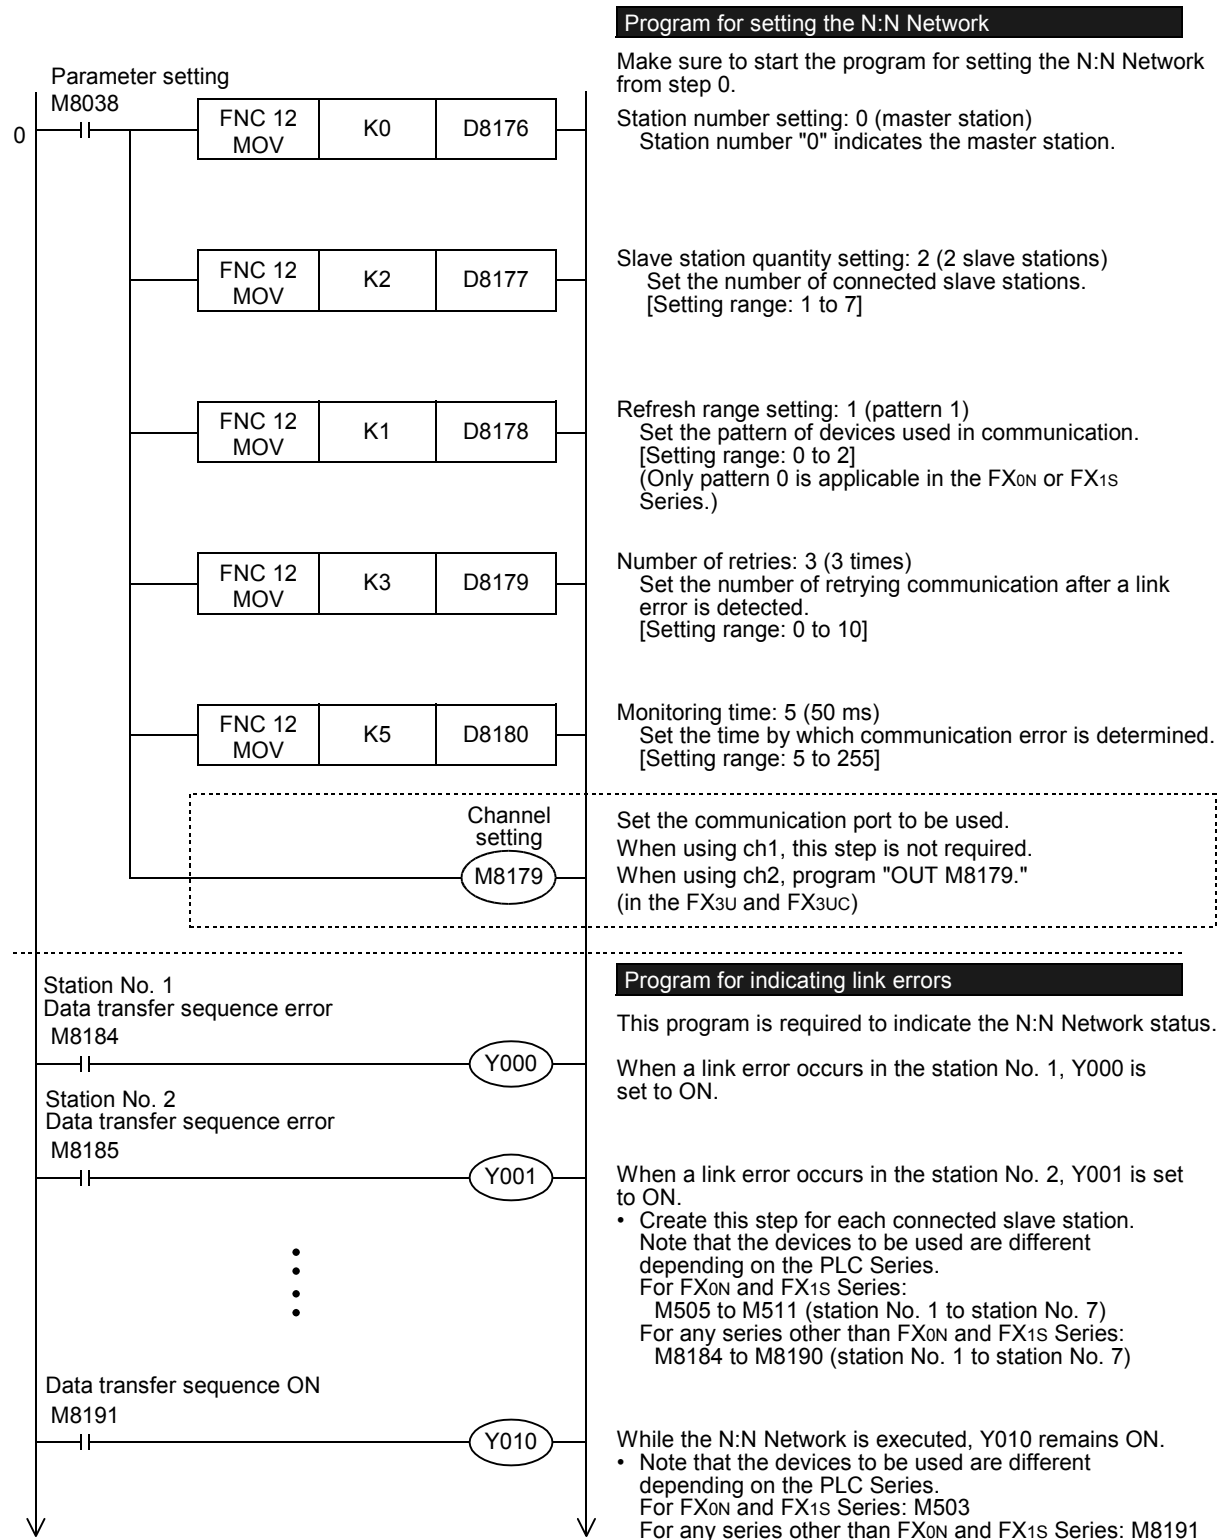 Program for setting the N:N Network
Make sure to start the program for setting the N:N Network
from step 0.
Parameter setting
M8038
0
FNC 12
MOV
K0
D8176
Station number setting: 0 (master station)
Station number "0" indicates the master station.
FNC 12
MOV
K2
D8177
Slave station quantity setting: 2 (2 slave stations)
Set the number of connected slave stations.
[Setting range: 1 to 7]
FNC 12
MOV
K1
D8178
Refresh range setting: 1 (pattern 1)
Set the pattern of devices used in communication.
[Setting range: 0 to 2]
(Only pattern 0 is applicable in the FX0N or FX1S
Series.)
FNC 12
MOV
K3
D8179
Number of retries: 3 (3 times)
Set the number of retrying communication after a link
error is detected.
[Setting range: 0 to 10]
FNC 12
MOV
K5
D8180
Monitoring time: 5 (50 ms)
Set the time by which communication error is determined.
[Setting range: 5 to 255]
Channel
setting
M8179
Set the communication port to be used.
When using ch1, this step is not required.
When using ch2, program "OUT M8179."
(in the FX3U and FX3UC)
Program for indicating link errors
This program is required to indicate the N:N Network status.
Station No. 1
Data transfer sequence error
M8184
Y000
When a link error occurs in the station No. 1, Y000 is
set to ON.
Station No. 2
Data transfer sequence error
M8185
Y001
When a link error occurs in the station No. 2, Y001 is set
to ON.
• Create this step for each connected slave station.
Note that the devices to be used are different
depending on the PLC Series.
For FX0N and FX1S Series:
M505 to M511 (station No. 1 to station No. 7)
For any series other than FX0N and FX1S Series:
M8184 to M8190 (station No. 1 to station No. 7)
Data transfer sequence ON
M8191
Y010
While the N:N Network is executed, Y010 remains ON.
• Note that the devices to be used are different
depending on the PLC Series.
For FX0N and FX1S Series: M503
For any series other than FX0N and FX1S Series: M8191